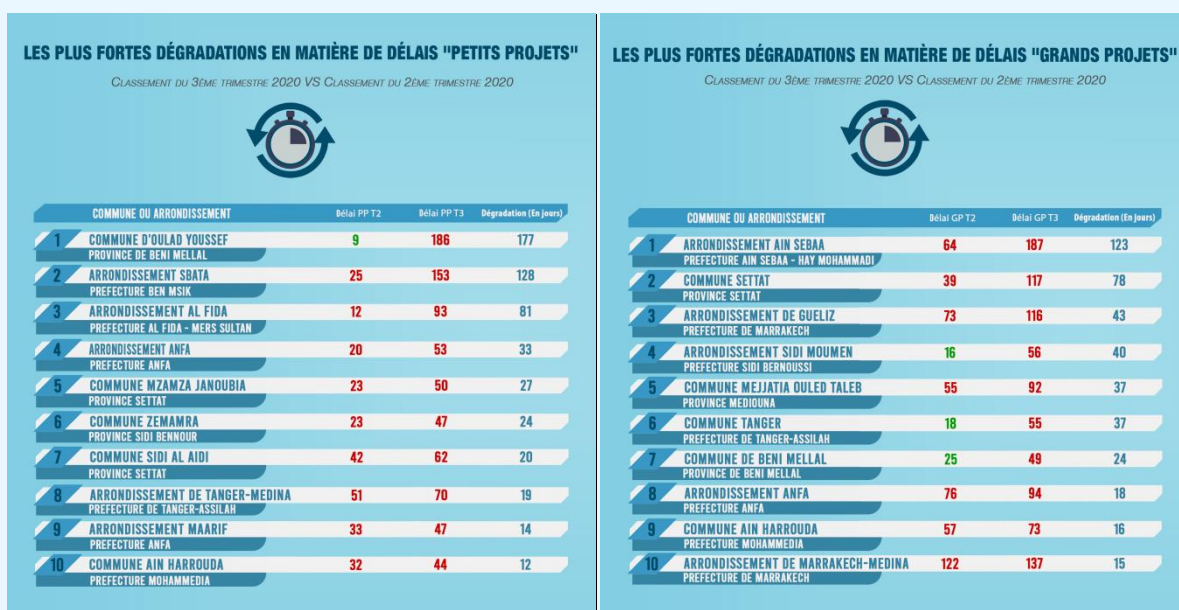 LES PLUS FORTES DÉGRADATIONS EN MATIÈRE DE DÉLAIS "PETITS PROJETS"
CLASSEMENT DU 3ÈME TRIMESTRE 2020 VS CLASSEMENT DU 2ÈME TRIMESTRE 2020
COMMUNE OU ARRONDISSEMENT Délai PP T2 Délai PP T3 Dégradation (En jours)
1 COMMUNE D'OULAD YOUSSEF 9 186 177
PROVINCE DE BENI MELLAL
2 ARRONDISSEMENT SBATA 25 153 128
PREFECTURE BEN MSIK
3 ARRONDISSEMENT AL FIDA 12 93 81
PREFECTURE AL FIDA - MERS SULTAN
4 ARRONDISSEMENT ANFA 20 53 33
PREFECTURE ANFA
5 COMMUNE MZAMZA JANOUBIA 23 50 27
PROVINCE SETTAT
6 COMMUNE ZEMAMRA 23 47 24
PROVINCE SIDI BENNOUR
7 COMMUNE SIDI AL AIDI 42 62 20
PROVINCE SETTAT
8 ARRONDISSEMENT DE TANGER-MEDINA 51 70 19
PREFECTURE DE TANGER-ASSILAH
9 ARRONDISSEMENT MAARIF 33 47 14
PREFECTURE ANFA
10 COMMUNE AIN HARROUDA 32 44 12
PREFECTURE MOHAMMEDIA
LES PLUS FORTES DÉGRADATIONS EN MATIÈRE DE DÉLAIS "GRANDS PROJETS"
CLASSEMENT DU 3ÈME TRIMESTRE 2020 VS CLASSEMENT DU 2ÈME TRIMESTRE 2020
COMMUNE OU ARRONDISSEMENT Délai GP T2 Délai GP T3 Dégradation (En jours)
1 ARRONDISSEMENT AIN SEBAA 64 187 123
PREFECTURE AIN SEBAA - HAY MOHAMMADI
2 COMMUNE SETTAT 39 117 78
PROVINCE SETTAT
3 ARRONDISSEMENT DE GUELIZ 73 116 43
PREFECTURE DE MARRAKECH
4 ARRONDISSEMENT SIDI MOUMEN 16 56 40
PREFECTURE SIDI BERNOUSSI
5 COMMUNE MEJJATIA OULED TALEB 55 92 37
PROVINCE MEDIOUNA
6 COMMUNE TANGER 18 55 37
PREFECTURE DE TANGER-ASSILAH
7 COMMUNE DE BENI MELLAL 25 49 24
PROVINCE DE BENI MELLAL
8 ARRONDISSEMENT ANFA 76 94 18
PREFECTURE ANFA
9 COMMUNE AIN HARROUDA 57 73 16
PREFECTURE MOHAMMEDIA
10 ARRONDISSEMENT DE MARRAKECH-MEDINA 122 137 15
PREFECTURE DE MARRAKECH